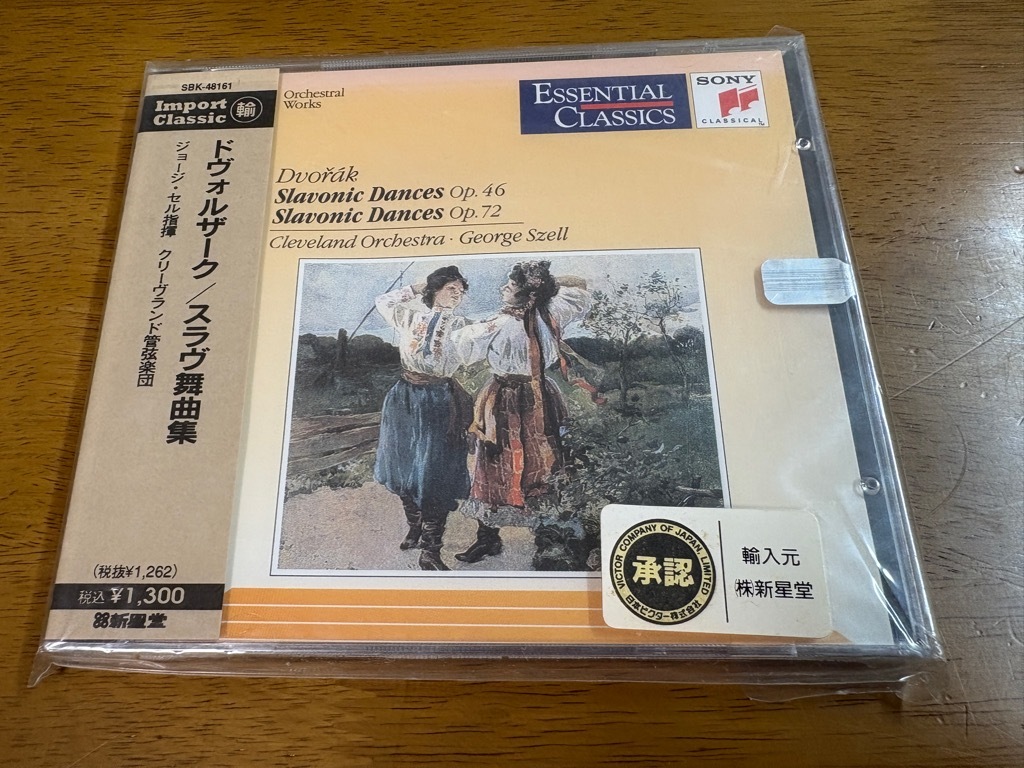 SBK-48161
Import
Classic
輸
ドヴォルザーク／スラヴ舞曲集
ジョージ・セル指揮 クリーヴランド管弦楽団
(税抜¥1,262)
税込 ¥1,300
新星堂
Orchestral
Works
ESSENTIAL
CLASSICS
SONY
CLASSICAL
Dvořák
Slavonic Dances Op. 46
Slavonic Dances Op. 72
Cleveland Orchestra · George Szell
VICTOR COMPANY OF JAPAN, LIMITED
承認
日本ビクター株式会社
輸入元
㈱新星堂